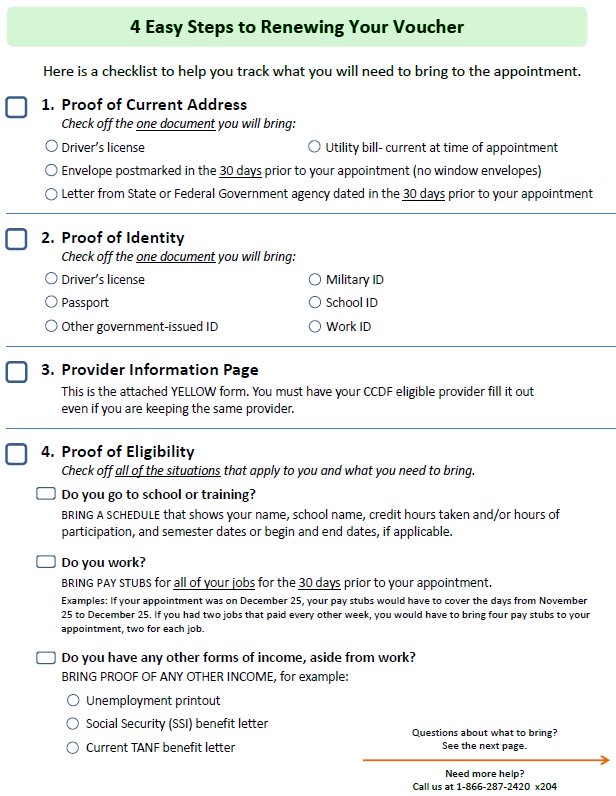 4 Easy Steps to Renewing Your Voucher
Here is a checklist to help you track what you will need to bring to the appointment.
1. Proof of Current Address
Check off the one document you will bring:
Driver's license
Utility bill- current at time of appointment
Envelope postmarked in the 30 days prior to your appointment (no window envelopes)
Letter from State or Federal Government agency dated in the 30 days prior to your appointment
2. Proof of Identity
Check off the one document you will bring:
Driver's license
Military ID
Passport
School ID
Other government-issued ID
Work ID
3. Provider Information Page
This is the attached YELLOW form. You must have your CCDF eligible provider fill it out
even if you are keeping the same provider.
4. Proof of Eligibility
Check off all of the situations that apply to you and what you need to bring.
Do you go to school or training?
BRING A SCHEDULE that shows your name, school name, credit hours taken and/or hours of
participation, and semester dates or begin and end dates, if applicable.
Do you work?
BRING PAY STUBS for all of your jobs for the 30 days prior to your appointment.
Examples: If your appointment was on December 25, your pay stubs would have to cover the days from November
25 to December 25. If you had two jobs that paid every other week, you would have to bring four pay stubs to your
appointment, two for each job.
Do you have any other forms of income, aside from work?
BRING PROOF OF ANY OTHER INCOME, for example:
Unemployment printout
Social Security (SSI) benefit letter
Current TANF benefit letter
Questions about what to bring?
See the next page.
Need more help?
Call us at 1-866-287-2420 x204